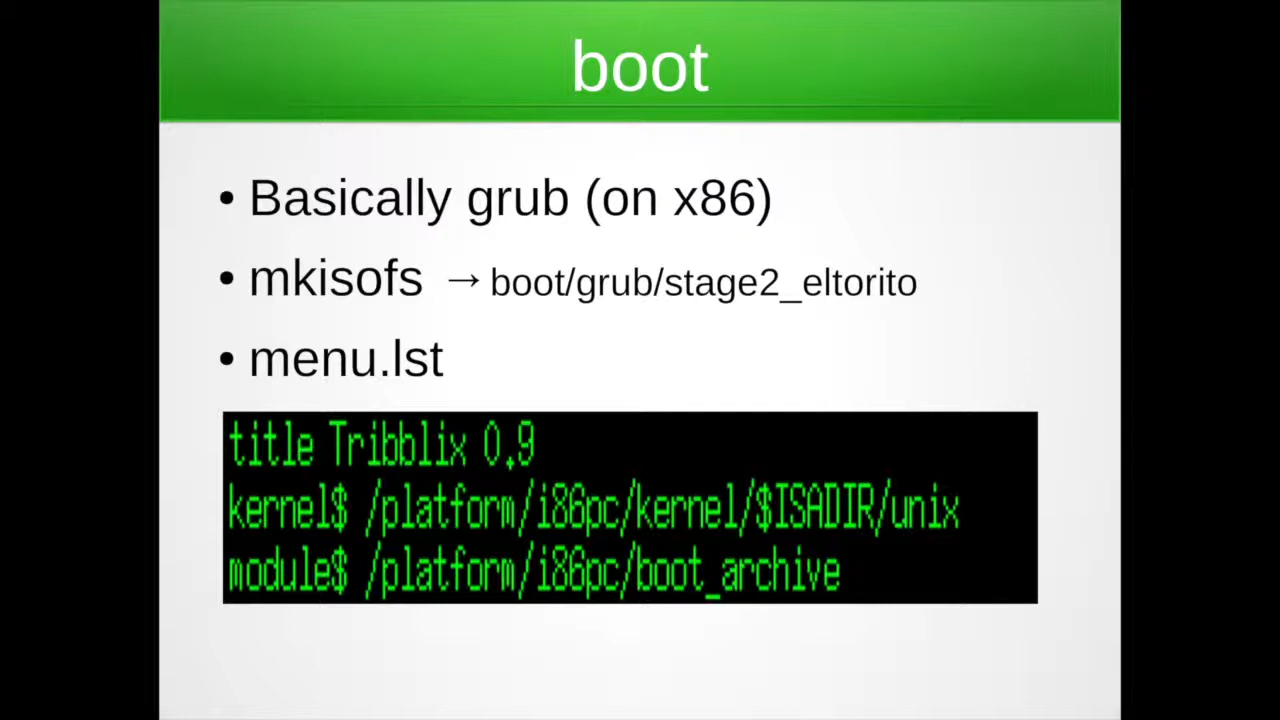 boot
• Basically grub (on x86)
• mkisofs → boot/grub/stage2_eltorito
• menu.lst
title Tribblix 0.9
kernel$ /platform/i86pc/kernel/$ISADIR/unix
module$ /platform/i86pc/boot_archive